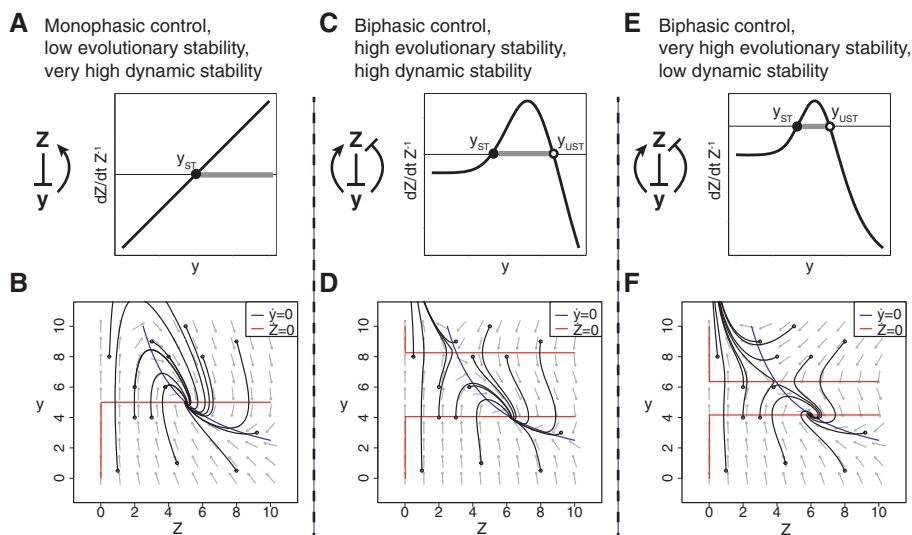 A Monophasic control,
low evolutionary stability,
very high dynamic stability
Z
y
dZ/dt Z⁻¹
y_ST
y
B
ẏ=0
Ż=0
y
0 2 4 6 8 10
0 2 4 6 8 10
Z
C Biphasic control,
high evolutionary stability,
high dynamic stability
Z
y
dZ/dt Z⁻¹
y_ST
y_UST
y
D
ẏ=0
Ż=0
y
0 2 4 6 8 10
0 2 4 6 8 10
Z
E Biphasic control,
very high evolutionary stability,
low dynamic stability
Z
y
dZ/dt Z⁻¹
y_ST
y_UST
y
F
ẏ=0
Ż=0
y
0 2 4 6 8 10
0 2 4 6 8 10
Z